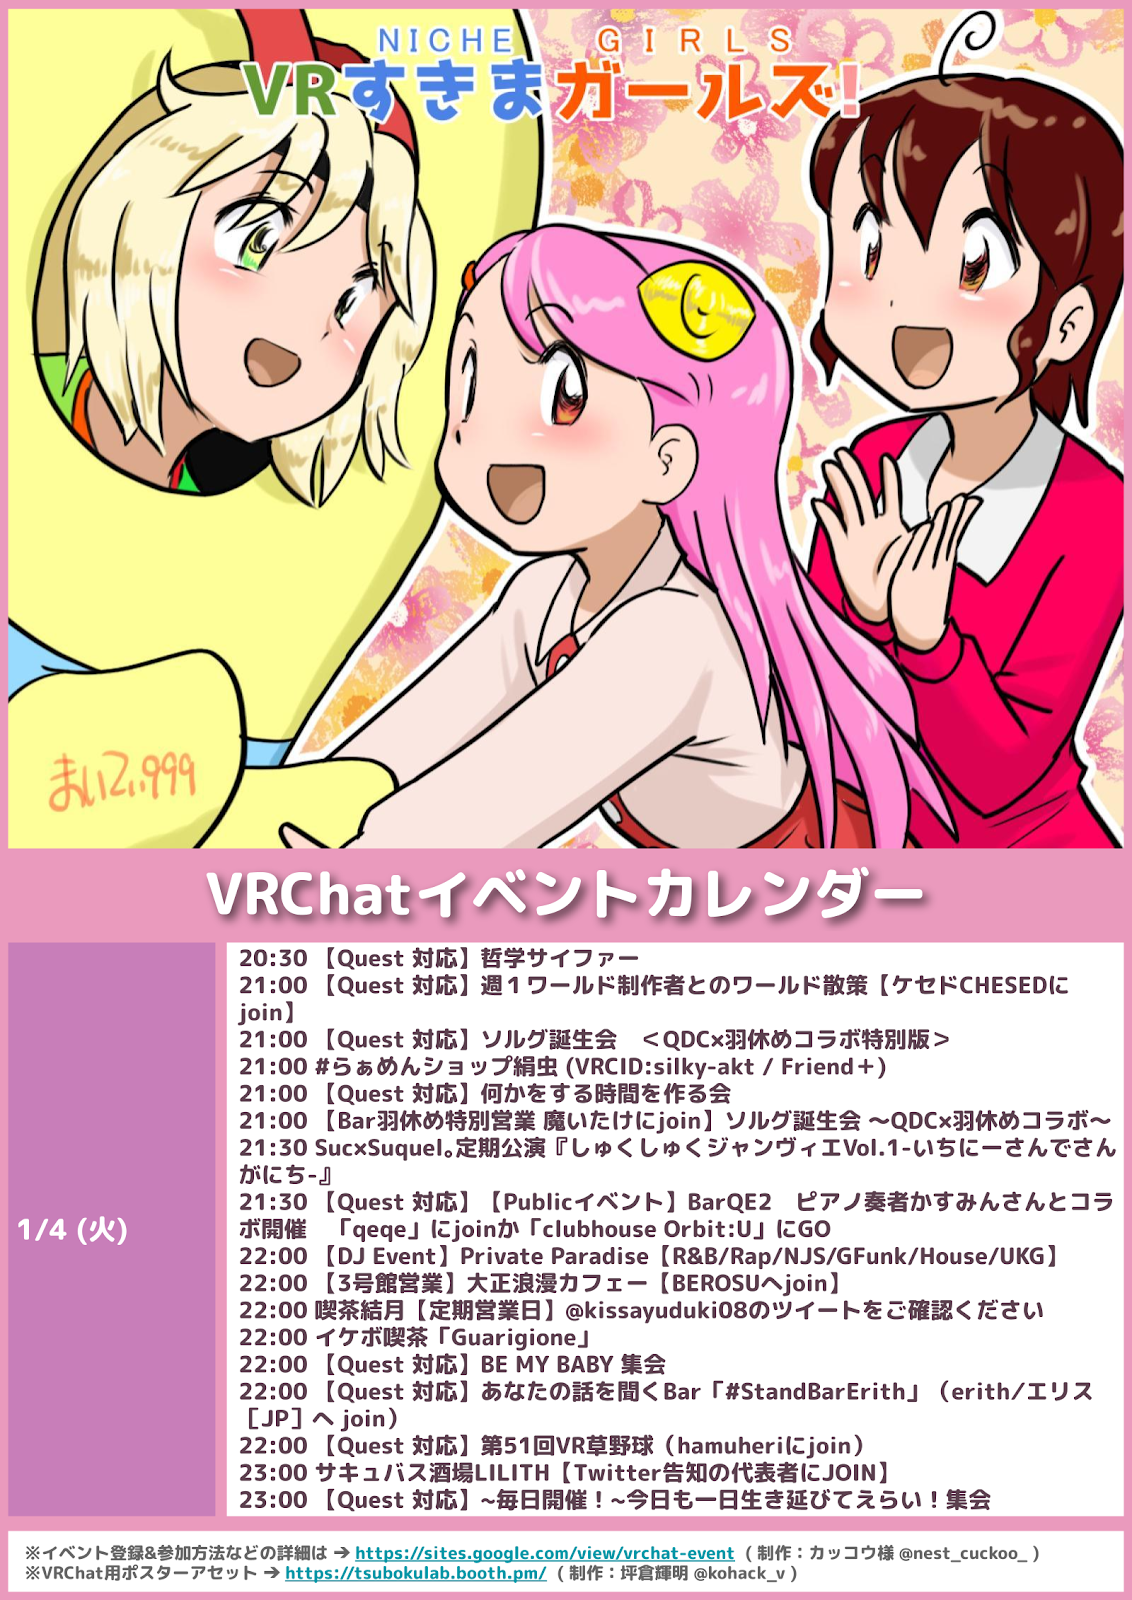 NICHE GIRLS
VRすきまガールズ!
まいてぃ999
VRChatイベントカレンダー
1/4 (火)
20:30 【Quest 対応】哲学サイファー
21:00 【Quest 対応】週１ワールド制作者とのワールド散策【ケセドCHESEDに
join】
21:00 【Quest 対応】ソルグ誕生会　＜QDC×羽休めコラボ特別版＞
21:00 #らぁめんショップ絹虫 (VRCID:silky-akt / Friend＋)
21:00 【Quest 対応】何かをする時間を作る会
21:00 【Bar羽休め特別営業 魔いたけにjoin】ソルグ誕生会 〜QDC×羽休めコラボ〜
21:30 Suc×Suquel。定期公演『しゅくしゅくジャンヴィエVol.1-いちにーさんでさん
がにち-』
21:30 【Quest 対応】【Publicイベント】BarQE2　ピアノ奏者かすみんさんとコラ
ボ開催　「qeqe」にjoinか「clubhouse Orbit:U」にGO
22:00 【DJ Event】Private Paradise【R&B/Rap/NJS/GFunk/House/UKG】
22:00 【3号館営業】大正浪漫カフェー【BEROSUへjoin】
22:00 喫茶結月【定期営業日】@kissayuduki08のツイートをご確認ください
22:00 イケボ喫茶「Guarigione」
22:00 【Quest 対応】BE MY BABY 集会
22:00 【Quest 対応】あなたの話を聞くBar「#StandBarErith」（erith/エリス
［JP］へ join）
22:00 【Quest 対応】第51回VR草野球（hamuheriにjoin）
23:00 サキュバス酒場LILITH【Twitter告知の代表者にJOIN】
23:00 【Quest 対応】~毎日開催！~今日も一日生き延びてえらい！集会
※イベント登録&参加方法などの詳細は → https://sites.google.com/view/vrchat-event （ 制作：カッコウ様 @nest_cuckoo_ ）
※VRChat用ポスターアセット → https://tsubokulab.booth.pm/ （ 制作：坪倉輝明 @kohack_v ）